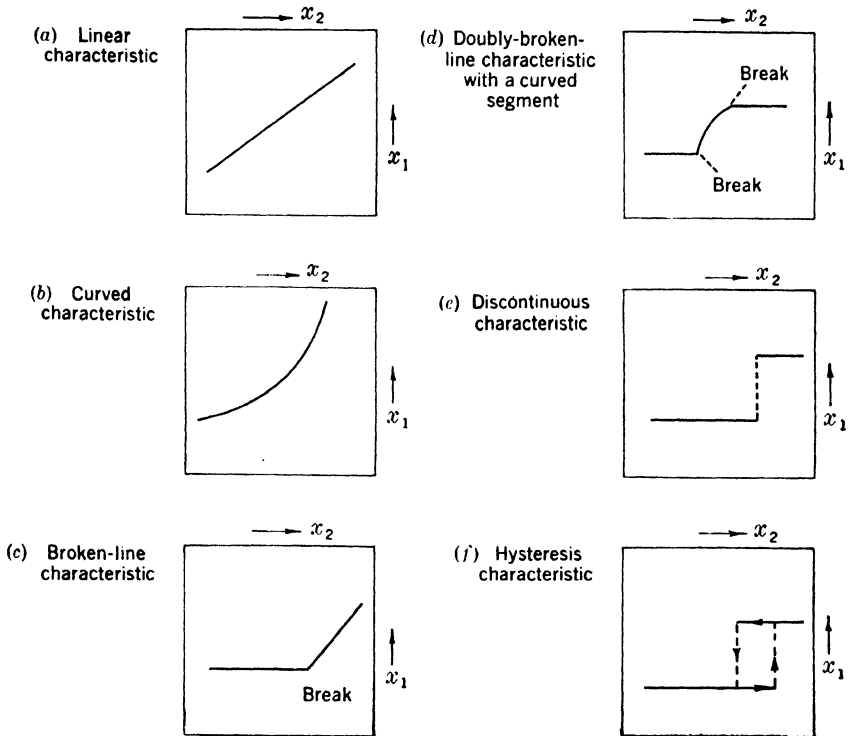 x₂
(a) Linear
characteristic
x₁
x₂
(b) Curved
characteristic
x₁
x₂
(c) Broken-line
characteristic
Break
x₁
x₂
(d) Doubly-broken-
line characteristic
with a curved
segment
Break
Break
x₁
x₂
(e) Discontinuous
characteristic
x₁
x₂
(f) Hysteresis
characteristic
x₁